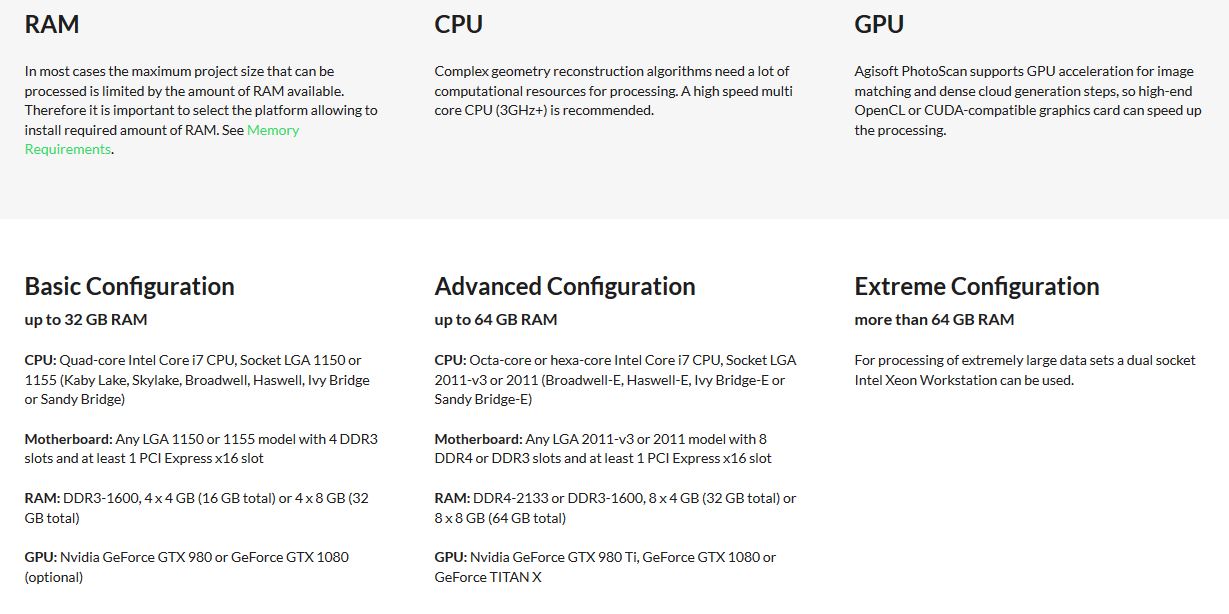 RAM
In most cases the maximum project size that can be
processed is limited by the amount of RAM available.
Therefore it is important to select the platform allowing to
install required amount of RAM. See Memory
Requirements.
CPU
Complex geometry reconstruction algorithms need a lot of
computational resources for processing. A high speed multi
core CPU (3GHz+) is recommended.
GPU
Agisoft PhotoScan supports GPU acceleration for image
matching and dense cloud generation steps, so high-end
OpenCL or CUDA-compatible graphics card can speed up
the processing.
Basic Configuration
up to 32 GB RAM
CPU: Quad-core Intel Core i7 CPU, Socket LGA 1150 or
1155 (Kaby Lake, Skylake, Broadwell, Haswell, Ivy Bridge
or Sandy Bridge)
Motherboard: Any LGA 1150 or 1155 model with 4 DDR3
slots and at least 1 PCI Express x16 slot
RAM: DDR3-1600, 4 x 4 GB (16 GB total) or 4 x 8 GB (32
GB total)
GPU: Nvidia GeForce GTX 980 or GeForce GTX 1080
(optional)
Advanced Configuration
up to 64 GB RAM
CPU: Octa-core or hexa-core Intel Core i7 CPU, Socket LGA
2011-v3 or 2011 (Broadwell-E, Haswell-E, Ivy Bridge-E or
Sandy Bridge-E)
Motherboard: Any LGA 2011-v3 or 2011 model with 8
DDR4 or DDR3 slots and at least 1 PCI Express x16 slot
RAM: DDR4-2133 or DDR3-1600, 8 x 4 GB (32 GB total) or
8 x 8 GB (64 GB total)
GPU: Nvidia GeForce GTX 980 Ti, GeForce GTX 1080 or
GeForce TITAN X
Extreme Configuration
more than 64 GB RAM
For processing of extremely large data sets a dual socket
Intel Xeon Workstation can be used.